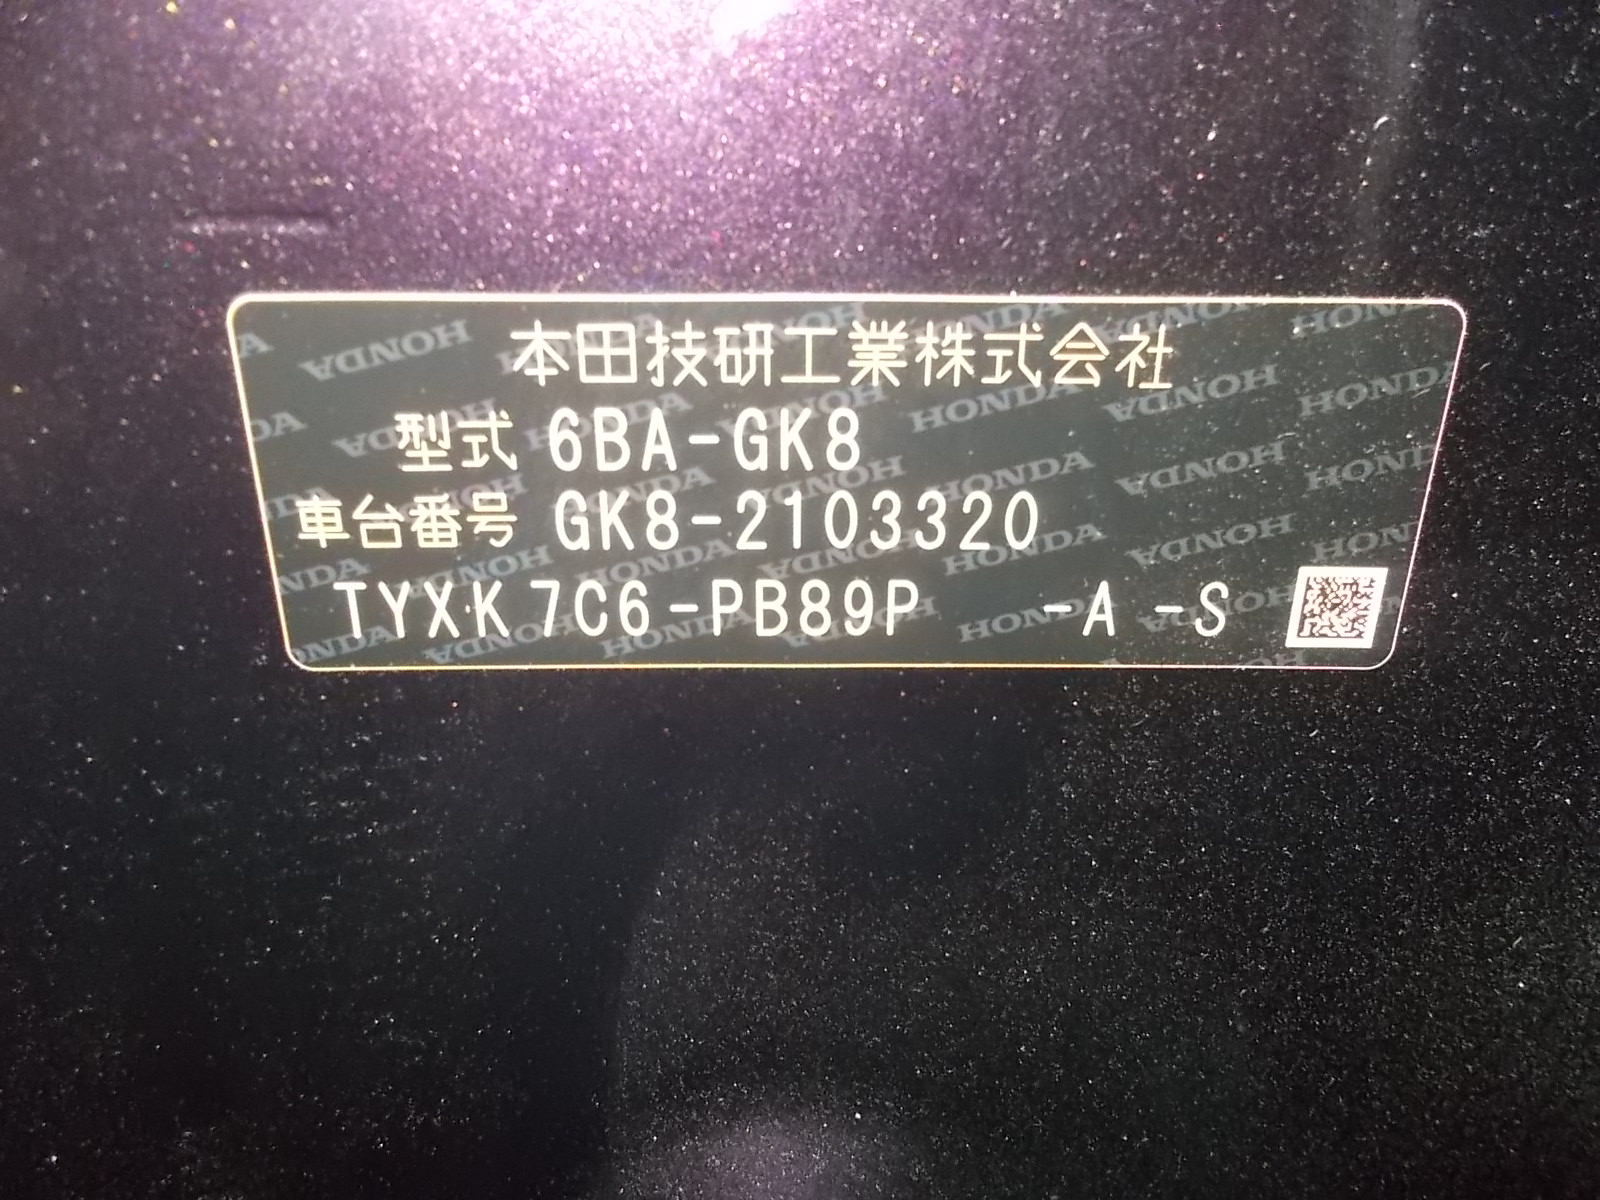 本田技研工業株式会社
型式 6BA-GK8
車台番号 GK8-2103320
TYXK7C6-PB89P -A -S